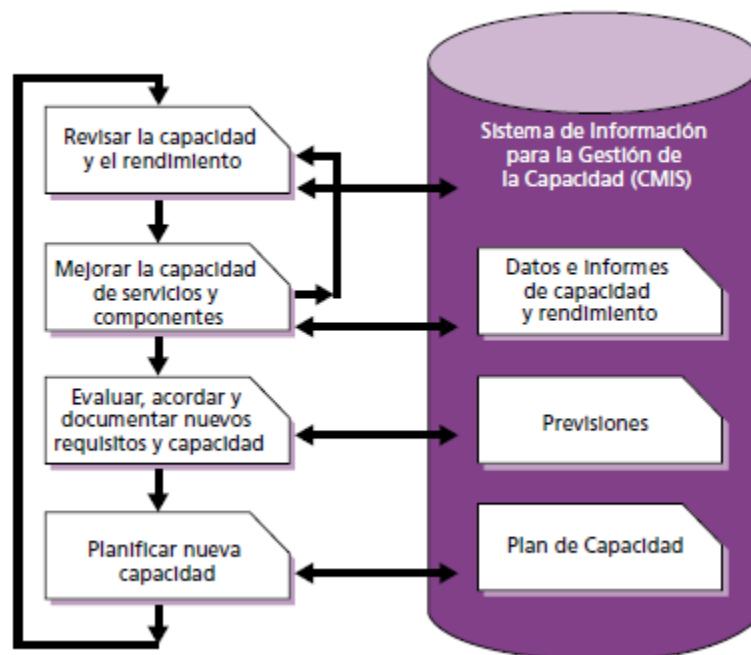 Revisar la capacidad
y el rendimiento
Mejorar la capacidad
de servicios y
componentes
Evaluar, acordar y
documentar nuevos
requisitos y capacidad
Planificar nueva
capacidad
Sistema de Información
para la Gestión de
la Capacidad (CMIS)
Datos e informes
de capacidad
y rendimiento
Previsiones
Plan de Capacidad